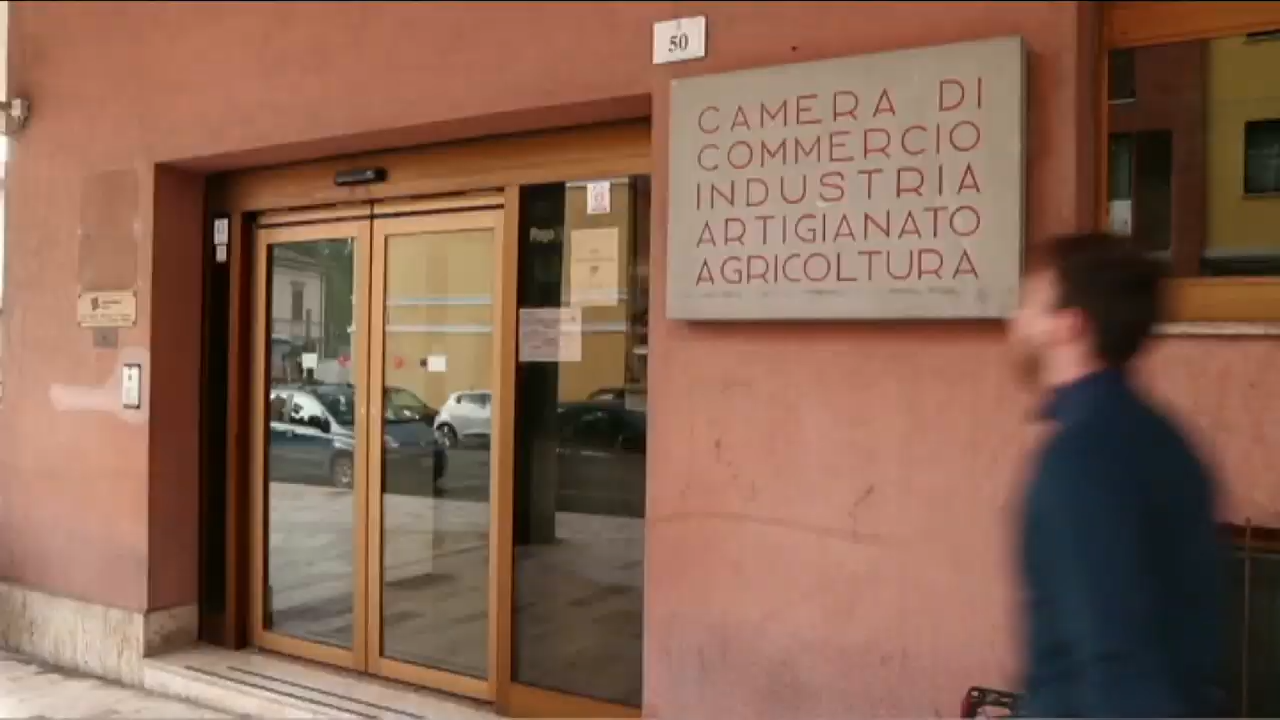 50
CAMERA DI
COMMERCIO
INDUSTRIA
ARTIGIANATO
AGRICOLTURA